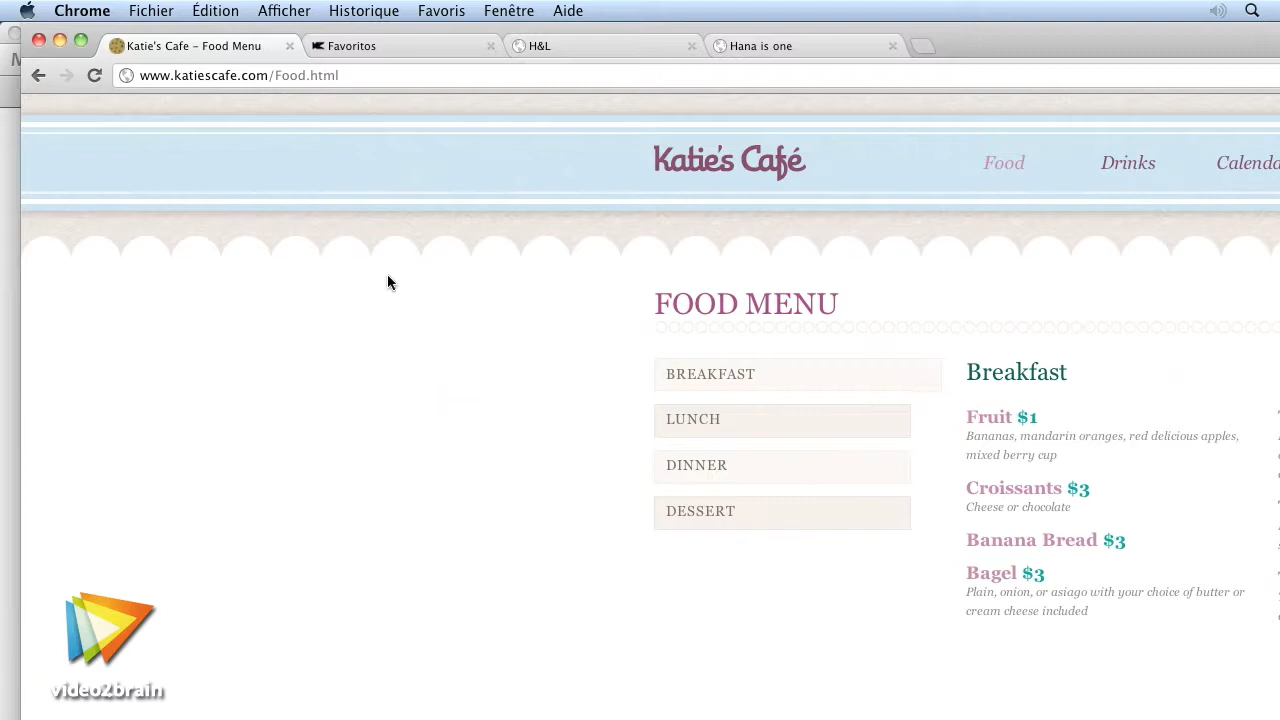 Chrome Fichier Édition Afficher Historique Favoris Fenêtre Aide
Katie's Cafe – Food Menu Favoritos H&L Hana is one
www.katiescafe.com/Food.html
Katie's Café Food Drinks Calenda
FOOD MENU
BREAKFAST
LUNCH
DINNER
DESSERT
Breakfast
Fruit $1
Bananas, mandarin oranges, red delicious apples,
mixed berry cup
Croissants $3
Cheese or chocolate
Banana Bread $3
Bagel $3
Plain, onion, or asiago with your choice of butter or
cream cheese included
video2brain